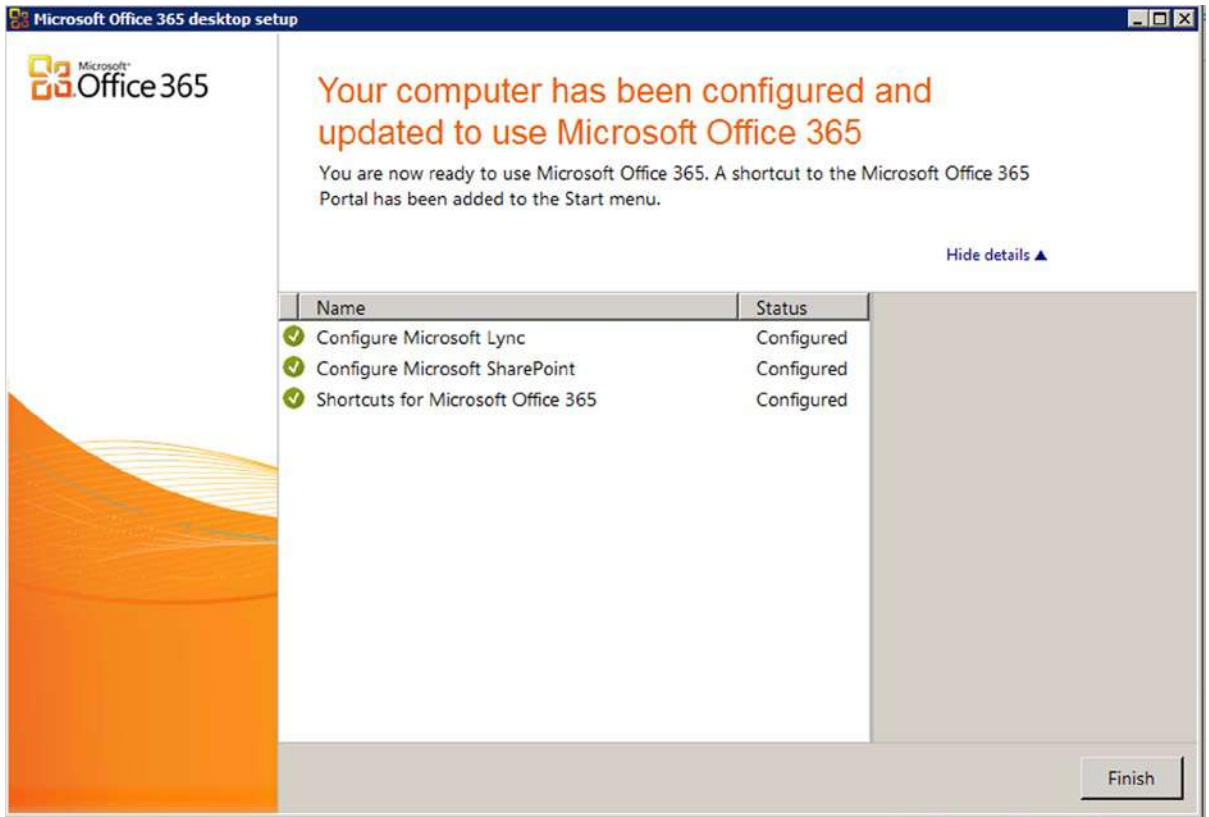 Microsoft Office 365 desktop setup
Microsoft®
Office 365
Your computer has been configured and
updated to use Microsoft Office 365
You are now ready to use Microsoft Office 365. A shortcut to the Microsoft Office 365
Portal has been added to the Start menu.
Hide details ▲
Name Status
Configure Microsoft Lync Configured
Configure Microsoft SharePoint Configured
Shortcuts for Microsoft Office 365 Configured
Finish